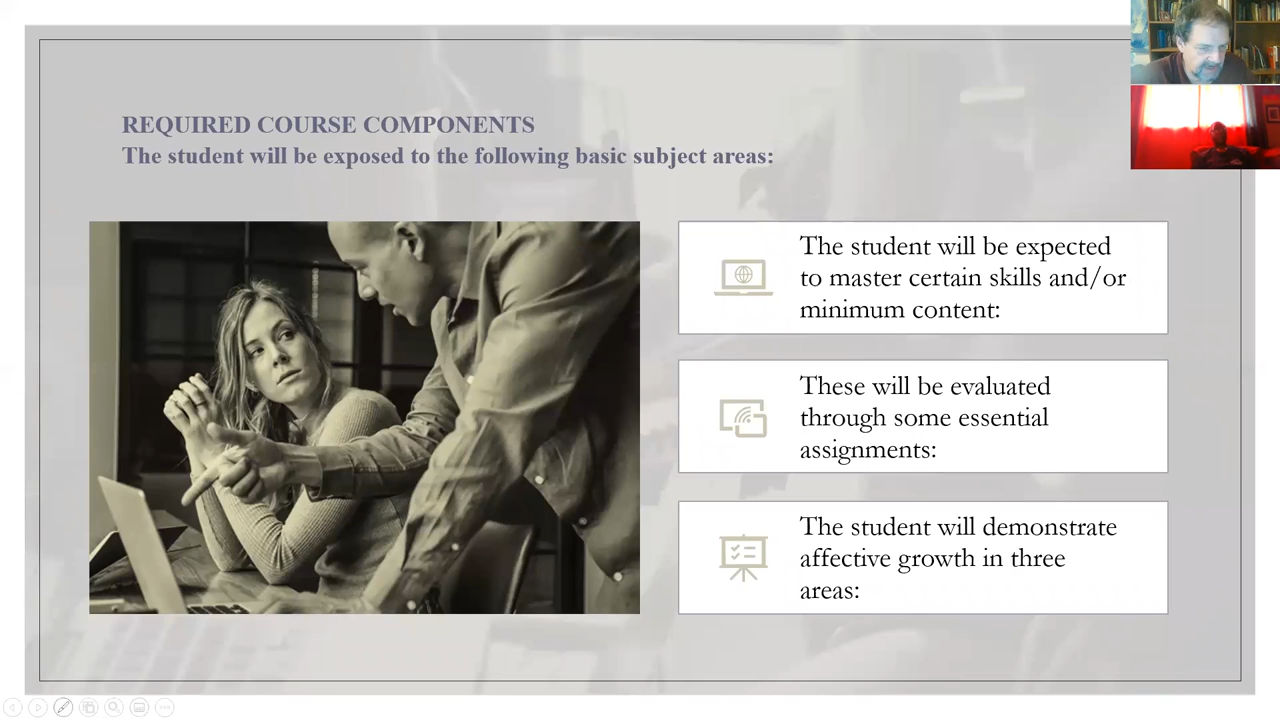 REQUIRED COURSE COMPONENTS
The student will be exposed to the following basic subject areas:
The student will be expected
to master certain skills and/or
minimum content:
These will be evaluated
through some essential
assignments:
The student will demonstrate
affective growth in three
areas: